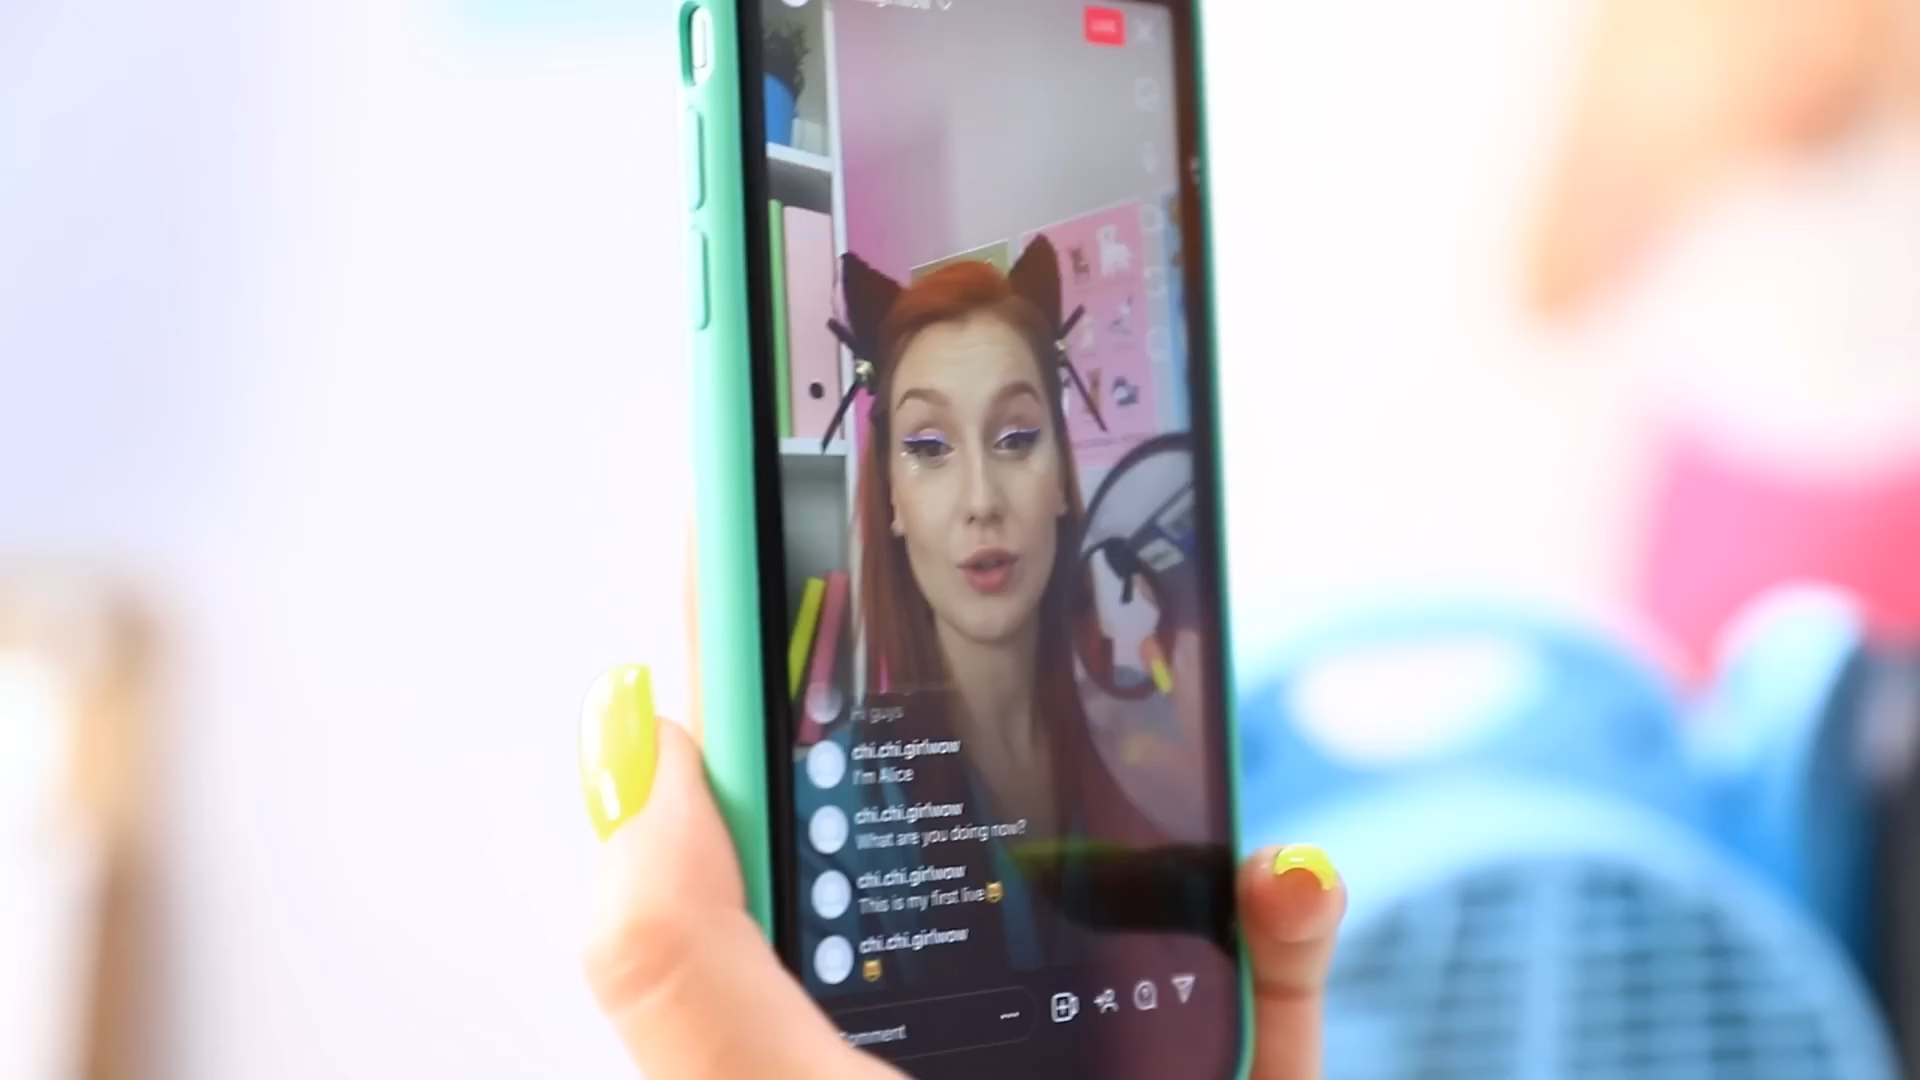 LIVE
Hi guys
chi.chi.girlwow
I'm Alice
chi.chi.girlwow
What are you doing now?
chi.chi.girlwow
This is my first live😺
chi.chi.girlwow
😺
Comment